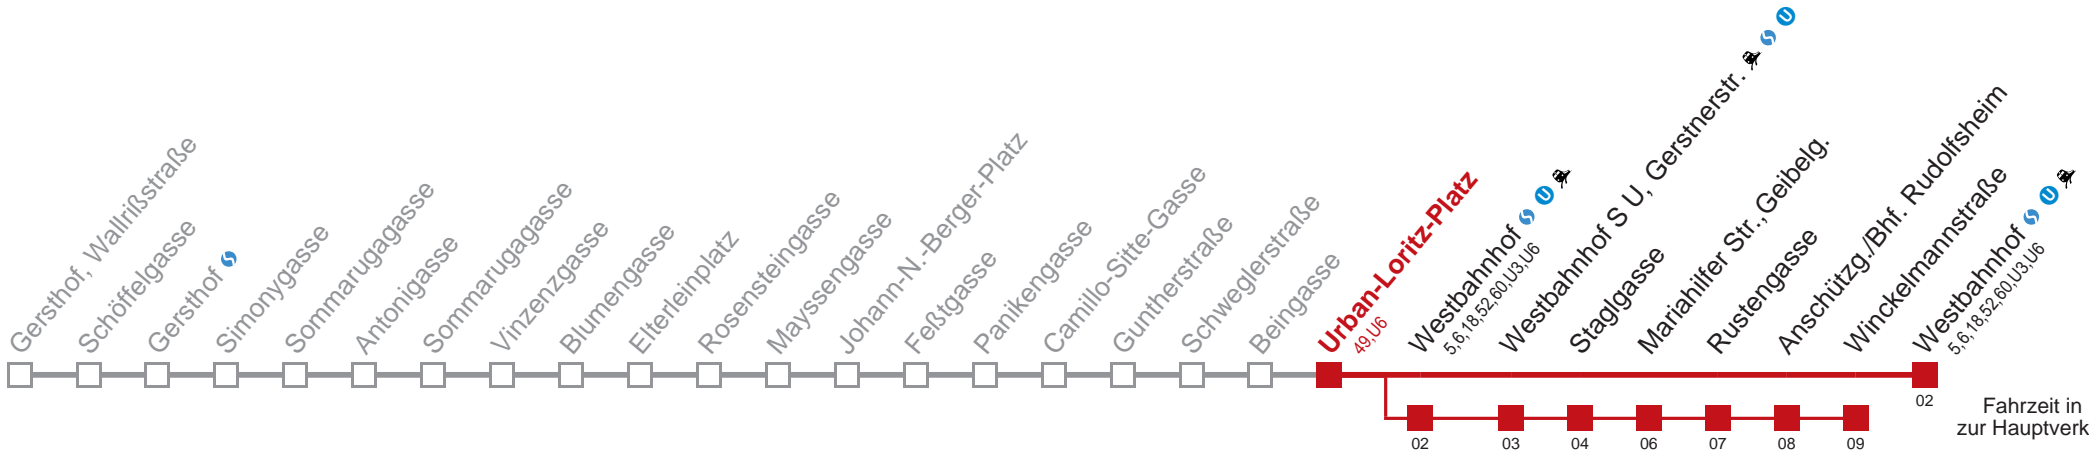 Gersthof, Wallrißstraße
Schöffelgasse
Gersthof S
Simonygasse
Sommarugagasse
Antonigasse
Sommarugagasse
Vinzenzgasse
Blumengasse
Elterleinplatz
Rosensteingasse
Mayssengasse
Johann-N.-Berger-Platz
Feßtgasse
Panikengasse
Camillo-Sitte-Gasse
Guntherstraße
Schweglerstraße
Beingasse
Urban-Loritz-Platz
49,U6
Westbahnhof S U
5,6,18,52,60,U3,U6
Westbahnhof S U, Gerstnerstr. S U
Staglgasse
Mariahilfer Str., Geibelg.
Rustengasse
Anschützg./Bhf. Rudolfsheim
Winckelmannstraße
Westbahnhof S U
5,6,18,52,60,U3,U6
02
02 03 04 06 07 08 09
Fahrzeit in
zur Hauptverk